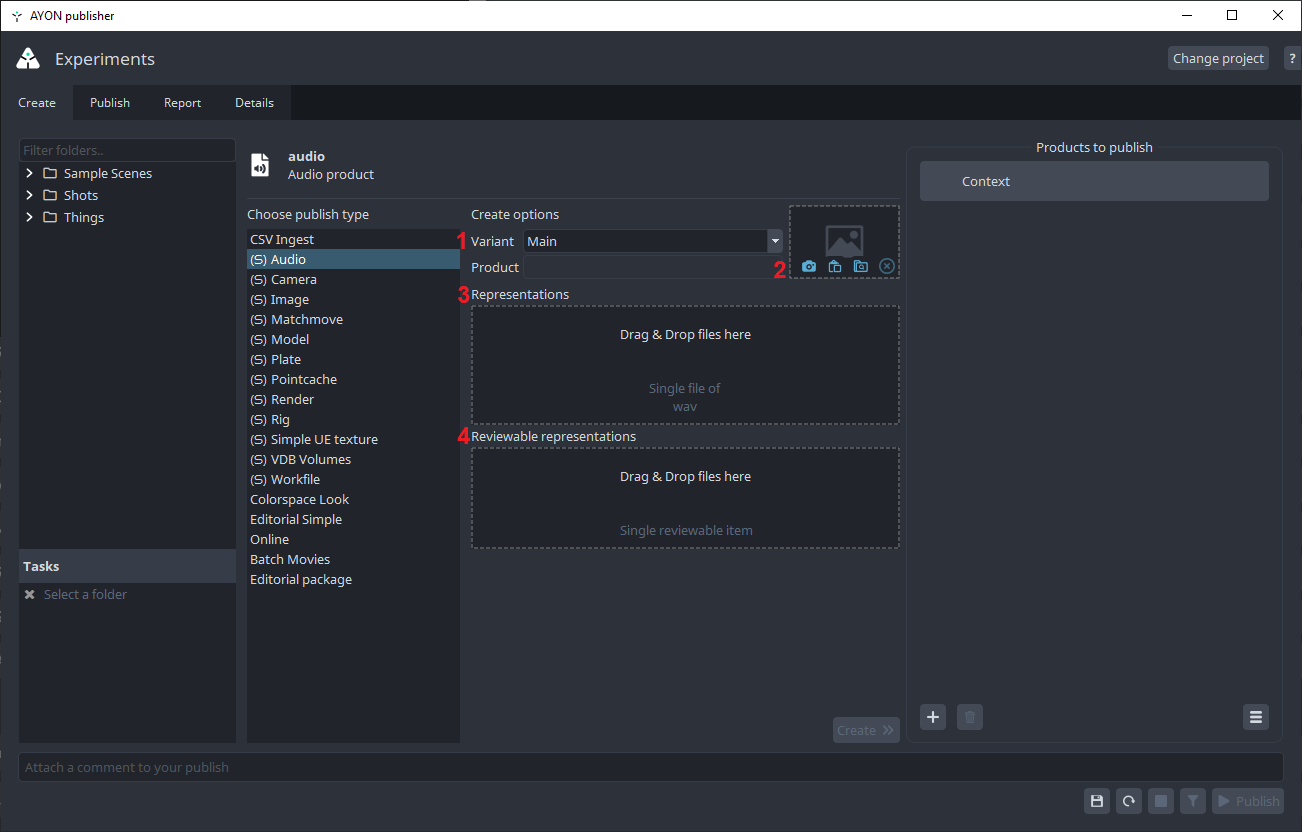 AYON publisher
Experiments
Change project
?
Create
Publish
Report
Details
Filter folders..
Sample Scenes
Shots
Things
Tasks
Select a folder
audio
Audio product
Choose publish type
CSV Ingest
(S) Audio
(S) Camera
(S) Image
(S) Matchmove
(S) Model
(S) Plate
(S) Pointcache
(S) Render
(S) Rig
(S) Simple UE texture
(S) VDB Volumes
(S) Workfile
Colorspace Look
Editorial Simple
Online
Batch Movies
Editorial package
Create options
1 Variant Main
Product
2
3 Representations
Drag & Drop files here
Single file of
wav
4 Reviewable representations
Drag & Drop files here
Single reviewable item
Create
Products to publish
Context
Attach a comment to your publish
Publish